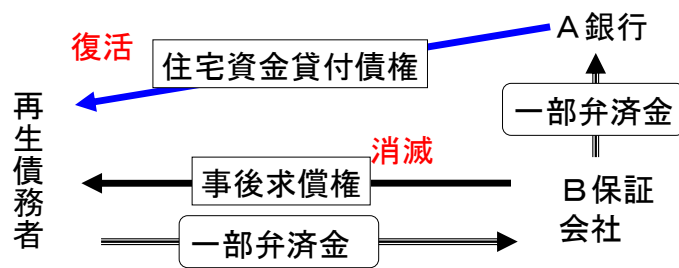 A銀行
復活
住宅資金貸付債権
一部弁済金
再生債務者
消滅
事後求償権
B保証
会社
一部弁済金